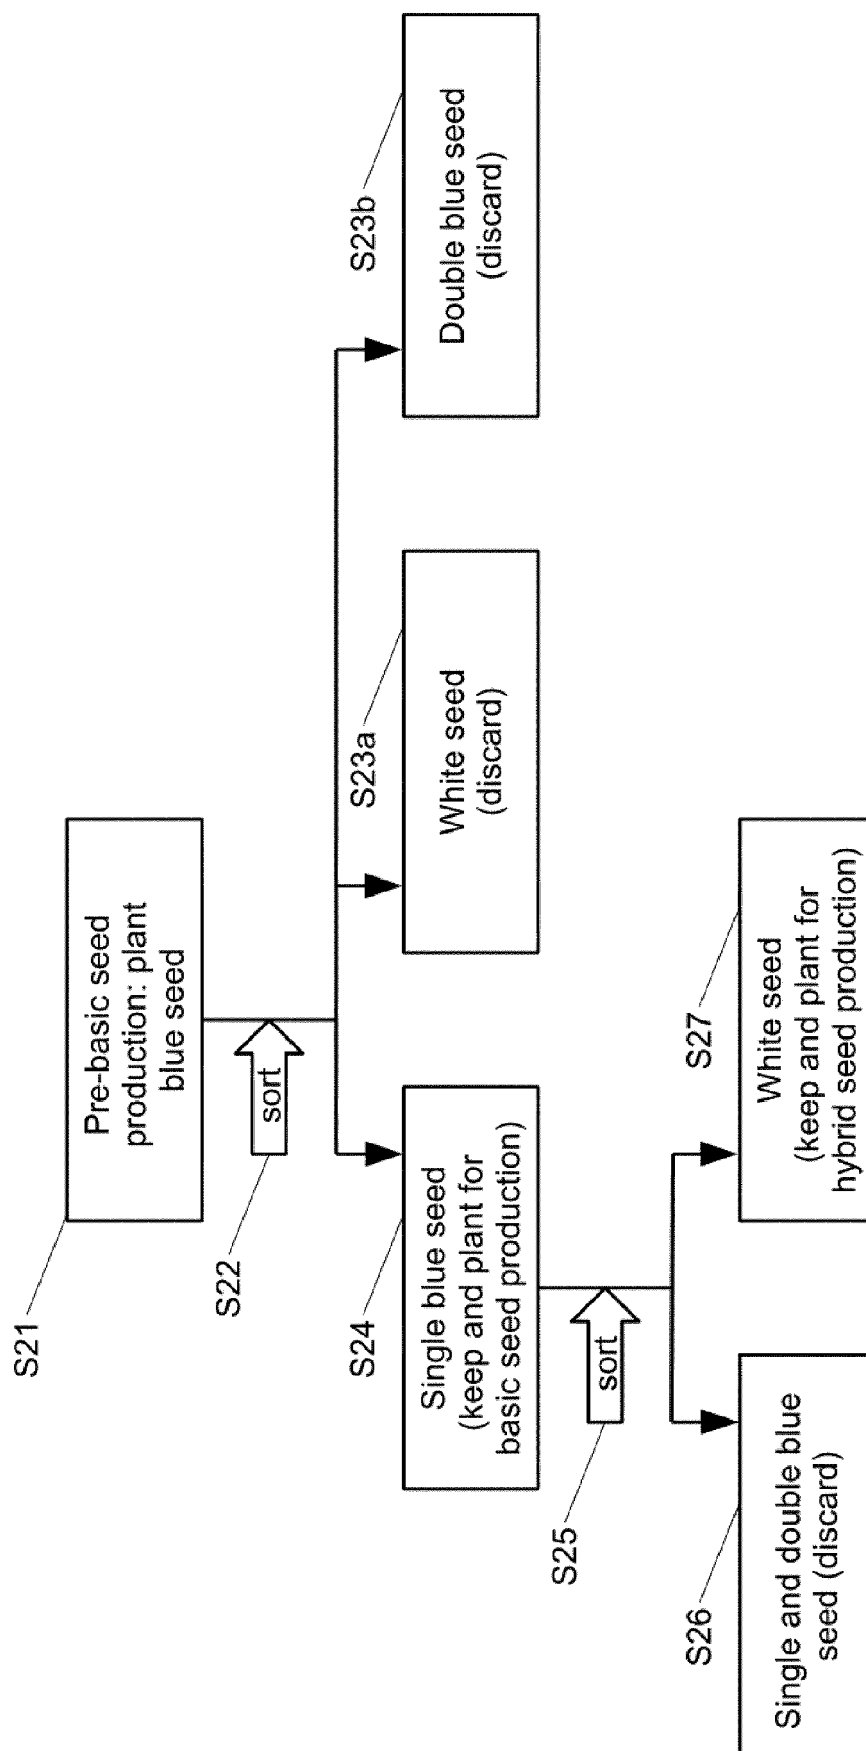 S21
Pre-basic seed
production: plant
blue seed
S22
sort
S24
Single blue seed
(keep and plant for
basic seed production)
S23a
White seed
(discard)
S23b
Double blue seed
(discard)
S25
sort
S26
Single and double blue
seed (discard)
S27
White seed
(keep and plant for
hybrid seed production)